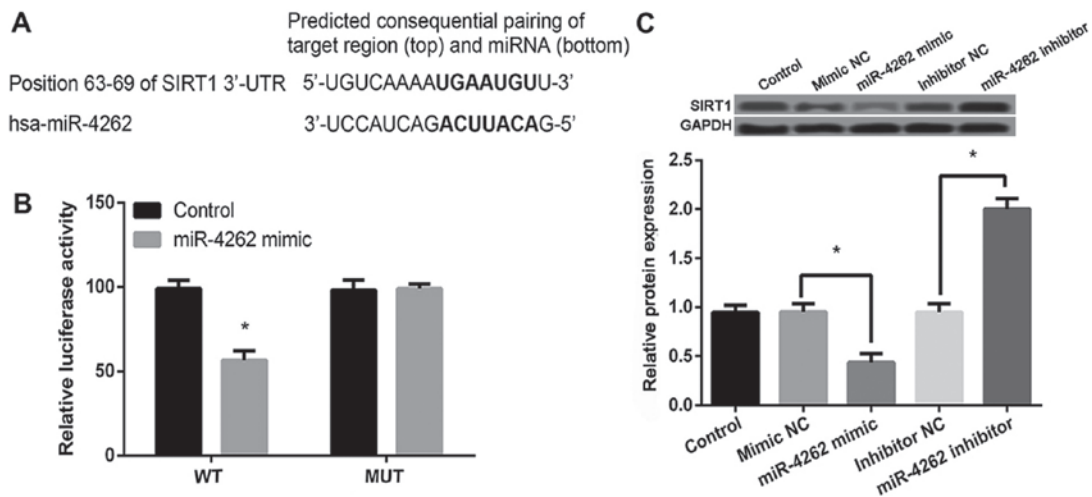 A
Predicted consequential pairing of
target region (top) and miRNA (bottom)
Position 63-69 of SIRT1 3'-UTR 5'-UGUCAAAAUGAAUGUU-3'
hsa-miR-4262 3'-UCCAUCAGACUUACAG-5'
B
Relative luciferase activity
150
100
50
0
Control
miR-4262 mimic
*
WT
MUT
C
Control
Mimic NC
miR-4262 mimic
Inhibitor NC
miR-4262 inhibitor
SIRT1
GAPDH
Relative protein expression
2.5
2.0
1.5
1.0
0.5
0.0
*
*
Control
Mimic NC
miR-4262 mimic
Inhibitor NC
miR-4262 inhibitor